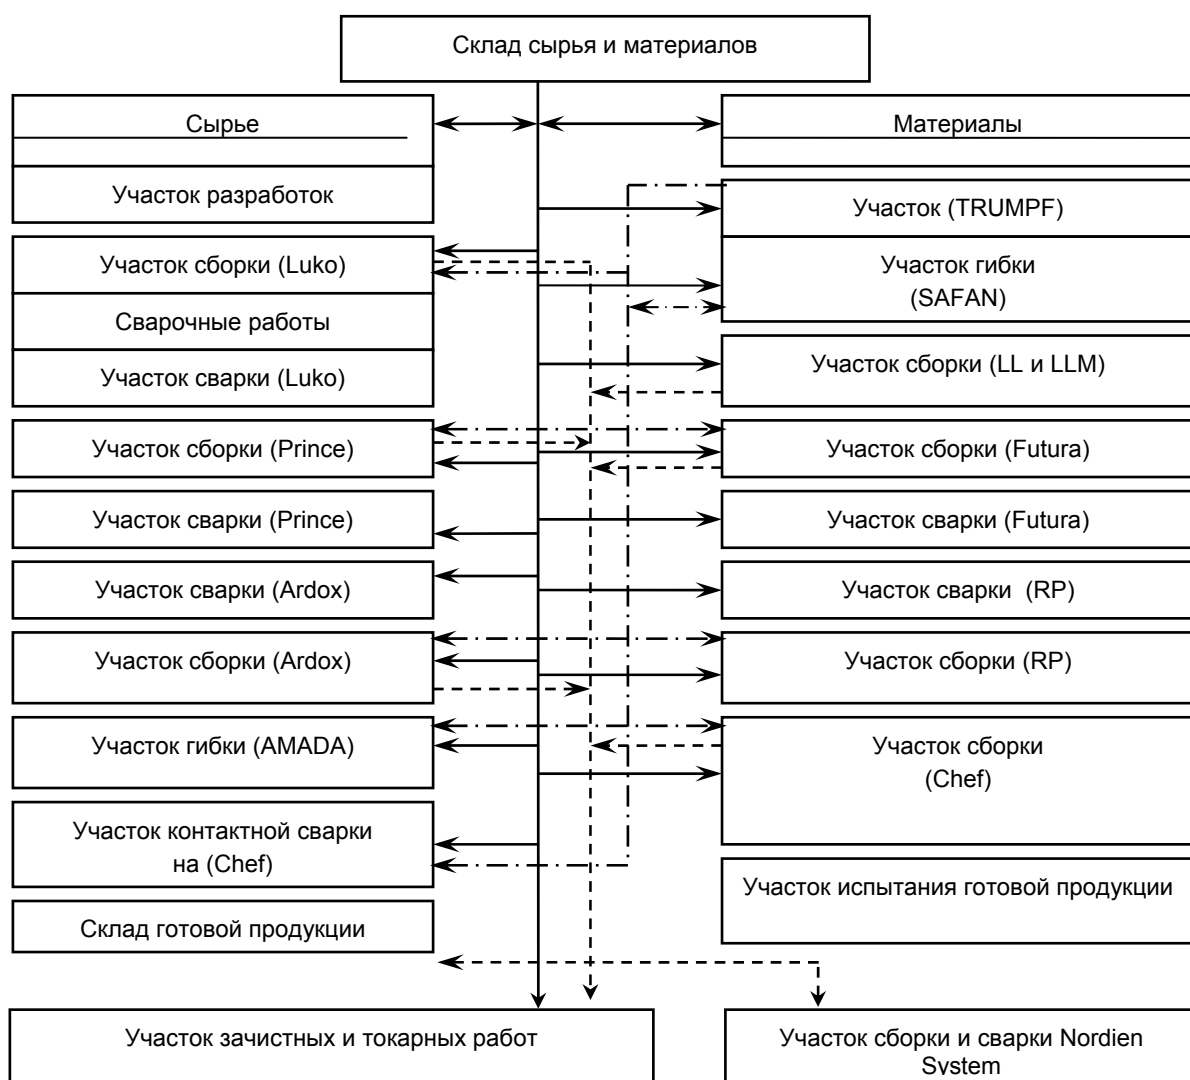 Склад сырья и материалов
Сырье
Материалы
Участок разработок
Участок (TRUMPF)
Участок сборки (Luko)
Участок гибки
(SAFAN)
Сварочные работы
Участок сварки (Luko)
Участок сборки (LL и LLM)
Участок сборки (Prince)
Участок сборки (Futura)
Участок сварки (Prince)
Участок сварки (Futura)
Участок сварки (Ardox)
Участок сварки (RP)
Участок сборки (Ardox)
Участок сборки (RP)
Участок гибки (AMADA)
Участок сборки
(Chef)
Участок контактной сварки
на (Chef)
Участок испытания готовой продукции
Склад готовой продукции
Участок зачистных и токарных работ
Участок сборки и сварки Nordien
System